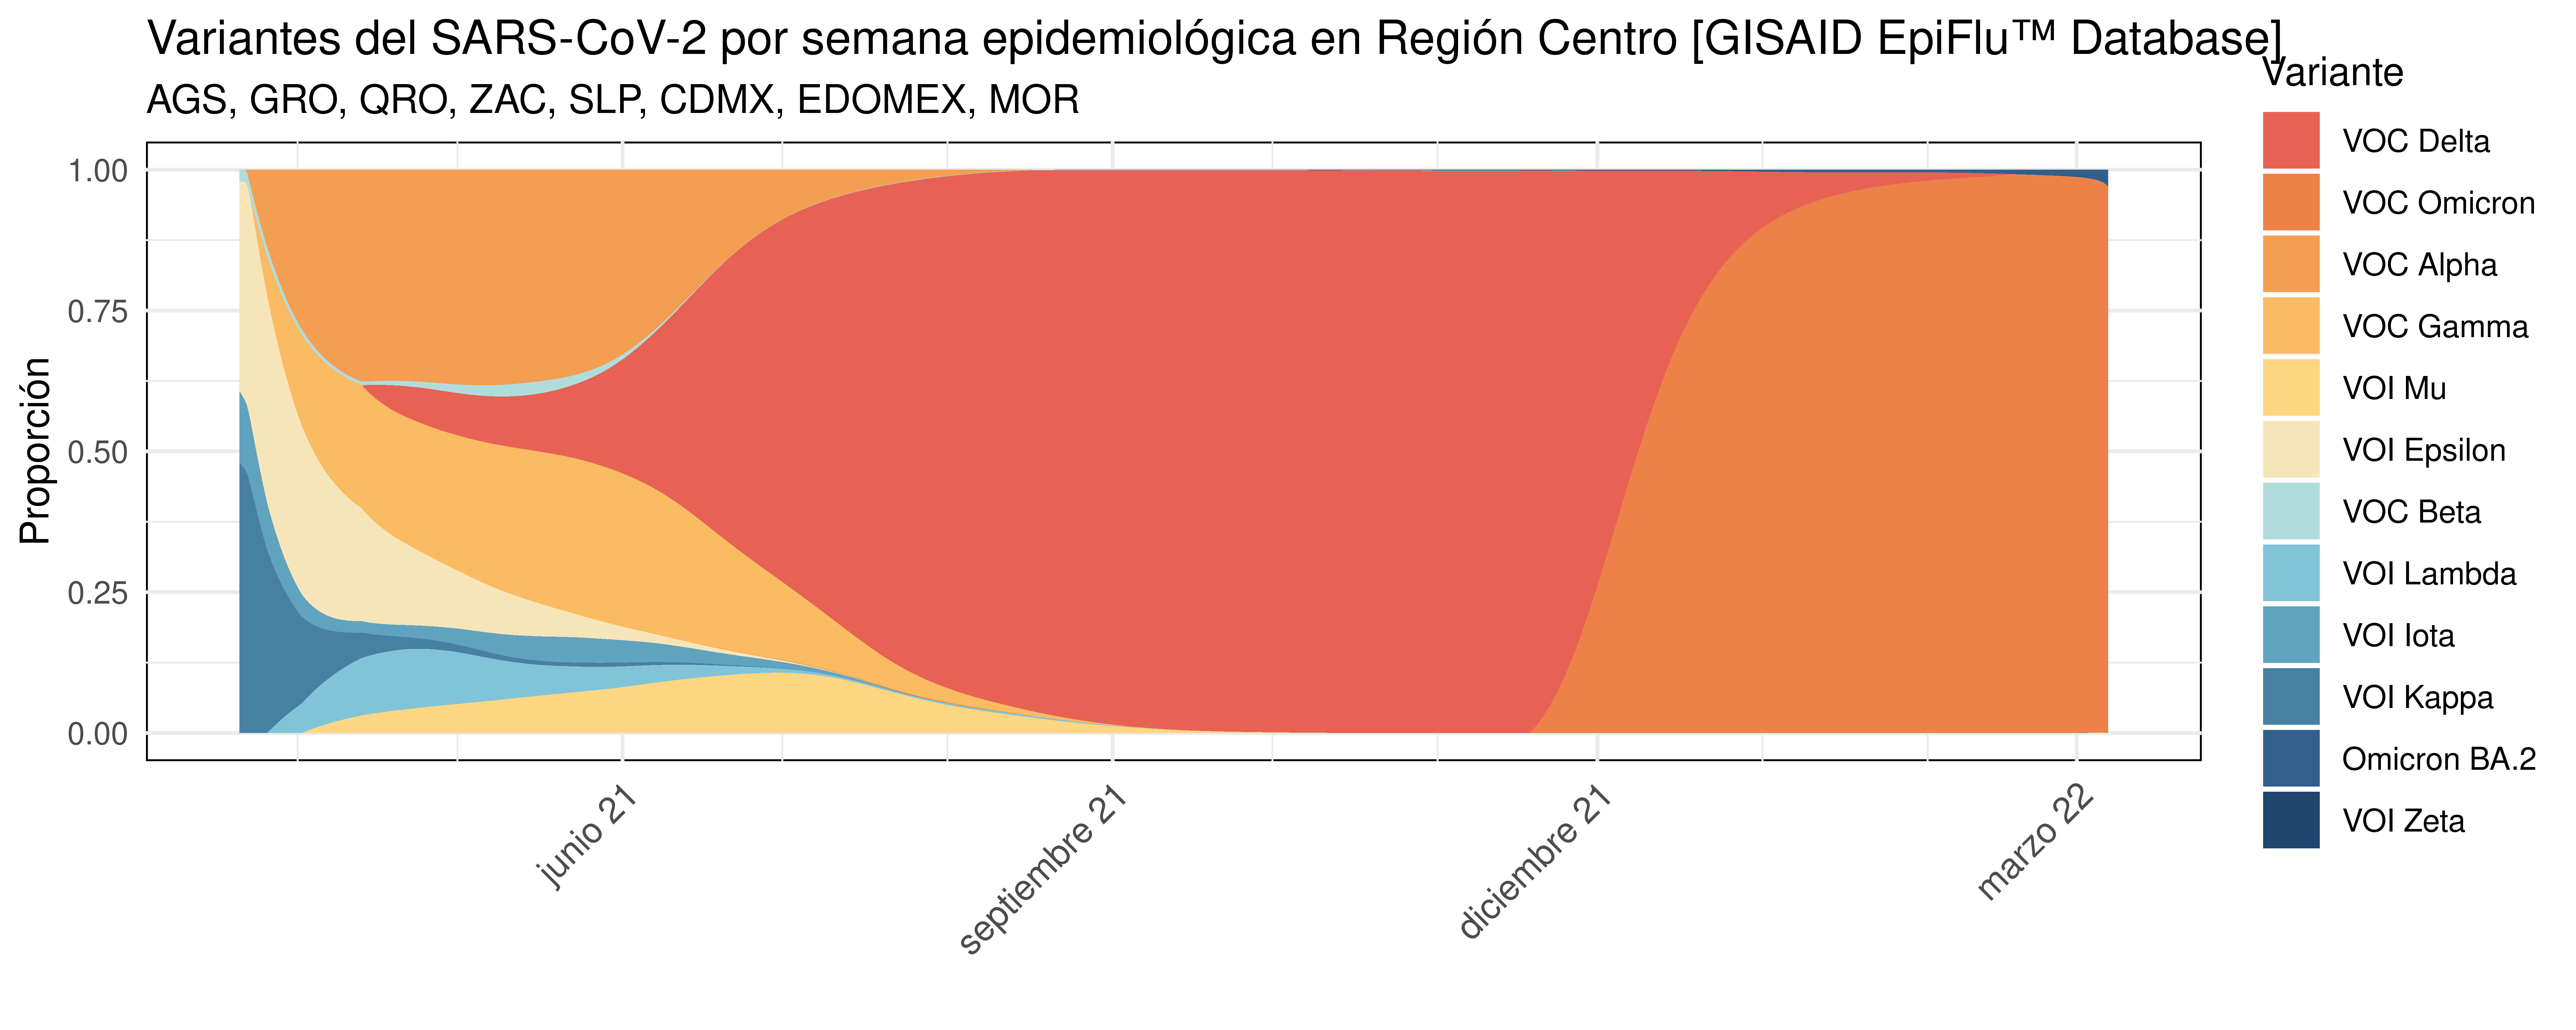 Variantes del SARS-CoV-2 por semana epidemiológica en Región Centro [GISAID EpiFlu™ Database]
AGS, GRO, QRO, ZAC, SLP, CDMX, EDOMEX, MOR
Variante
VOC Delta
VOC Omicron
VOC Alpha
VOC Gamma
VOI Mu
VOI Epsilon
VOC Beta
VOI Lambda
VOI Iota
VOI Kappa
Omicron BA.2
VOI Zeta
Proporción
1.00
0.75
0.50
0.25
0.00
junio 21
septiembre 21
diciembre 21
marzo 22